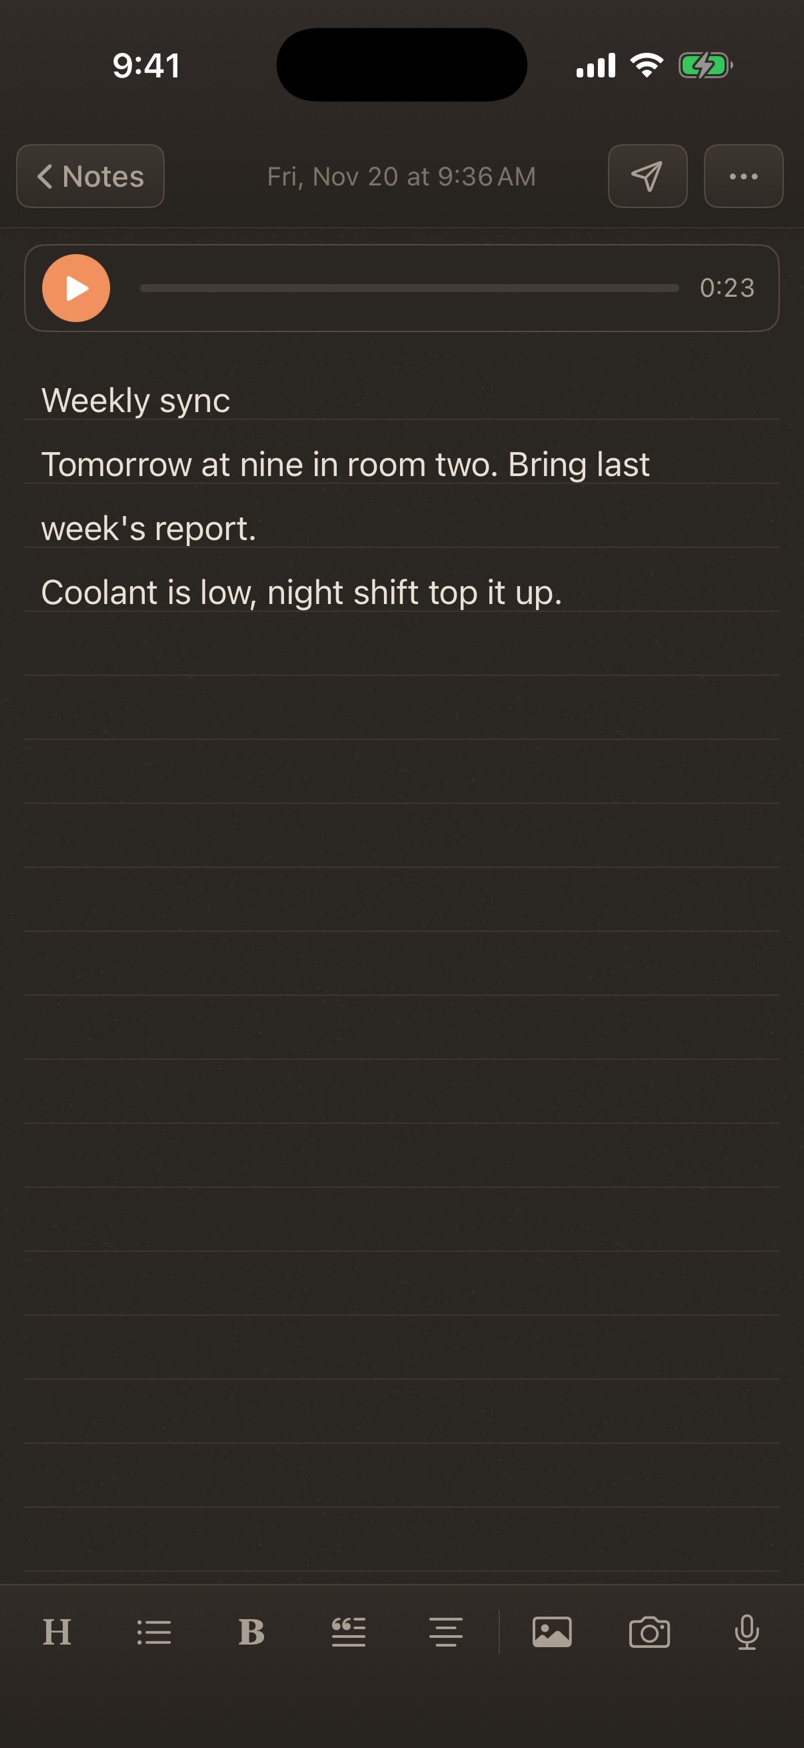 9:41
Notes
Fri, Nov 20 at 9:36 AM
0:23
Weekly sync
Tomorrow at nine in room two. Bring last
week's report.
Coolant is low, night shift top it up.
H
B